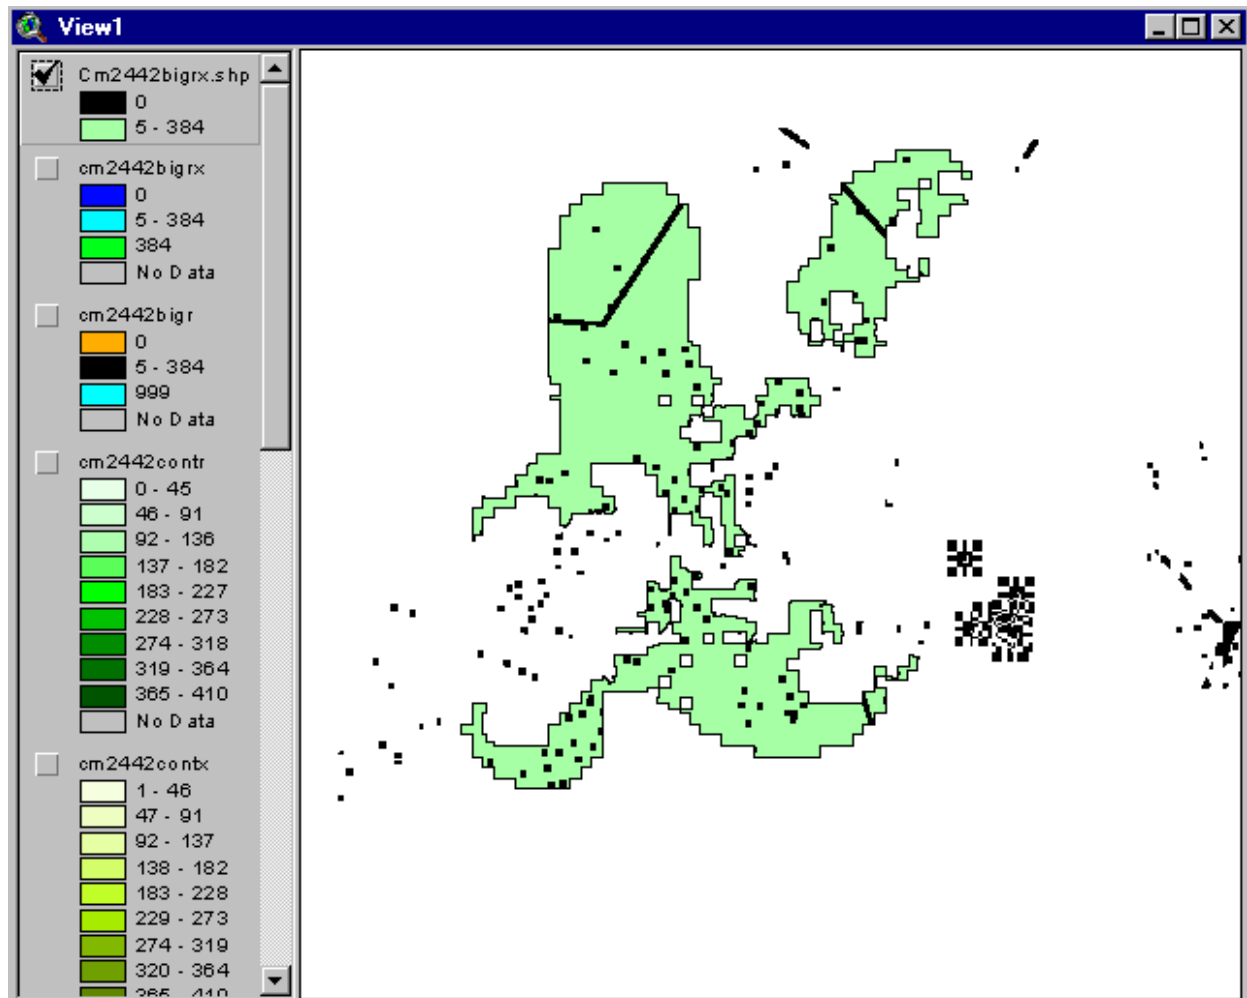 View1
Cm2442bigrx.shp
0
5 - 384
cm2442bigrx
0
5 - 384
384
No Data
cm2442bigr
0
5 - 384
999
No Data
cm2442contr
0 - 45
46 - 91
92 - 136
137 - 182
183 - 227
228 - 273
274 - 318
319 - 364
365 - 410
No Data
cm2442contx
1 - 46
47 - 91
92 - 137
138 - 182
183 - 228
229 - 273
274 - 319
320 - 364
365 - 410